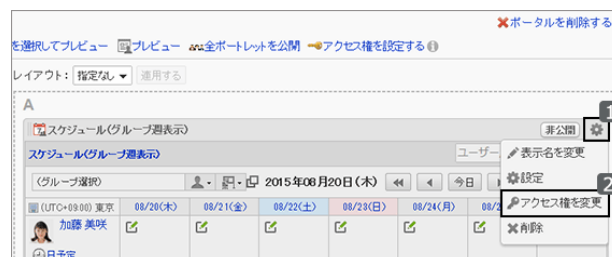 ポータルを削除する
を選択してプレビュー プレビュー 全ポートレットを公開 アクセス権を設定する
レイアウト: 指定なし 適用する
A
1
スケジュール(グループ週表示) 非公開
スケジュール(グループ週表示) ユーザー
表示名を変更
(グループ選択) 2015年08月20日(木) 今日
設定
2
(UTC+09:00) 東京 08/20(木) 08/21(金) 08/22(土) 08/23(日) 08/24(月) 08/2
アクセス権を変更
加藤 美咲
削除
日予定